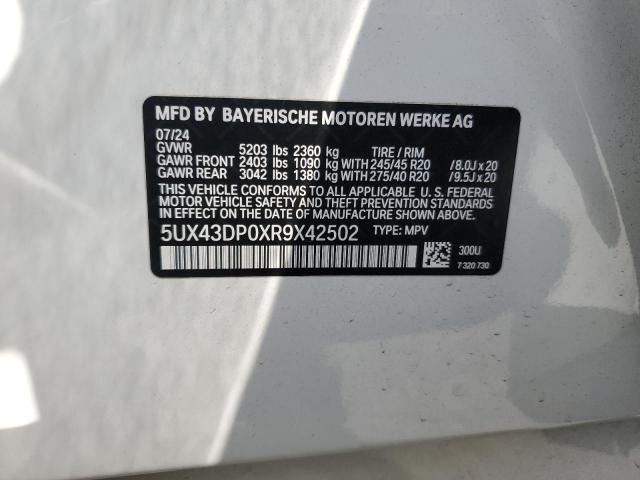 MFD BY BAYERISCHE MOTOREN WERKE AG
07/24
GVWR 5203 lbs 2360 kg TIRE / RIM
GAWR FRONT 2403 lbs 1090 kg WITH 245/45 R20 /8.0J x 20
GAWR REAR 3042 lbs 1380 kg WITH 275/40 R20 /9.5J x 20
THIS VEHICLE CONFORMS TO ALL APPLICABLE U. S. FEDERAL
MOTOR VEHICLE SAFETY AND THEFT PREVENTION STANDARDS IN
EFFECT ON THE DATE OF MANUFACTURE SHOWN ABOVE.
5UX43DP0XR9X42502 TYPE: MPV
300U
7 320 730